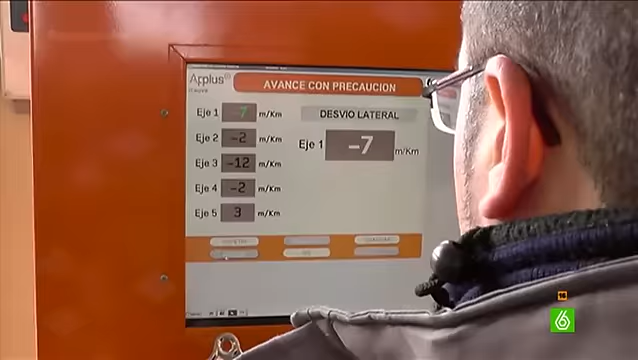 Applus
AVANCE CON PRECAUCION
Eje 1 -7 m/Km
DESVIO LATERAL
Eje 2 -2 m/Km
Eje 1 -7 m/Km
Eje 3 -12 m/Km
Eje 4 -2 m/Km
Eje 5 3 m/Km
16
6